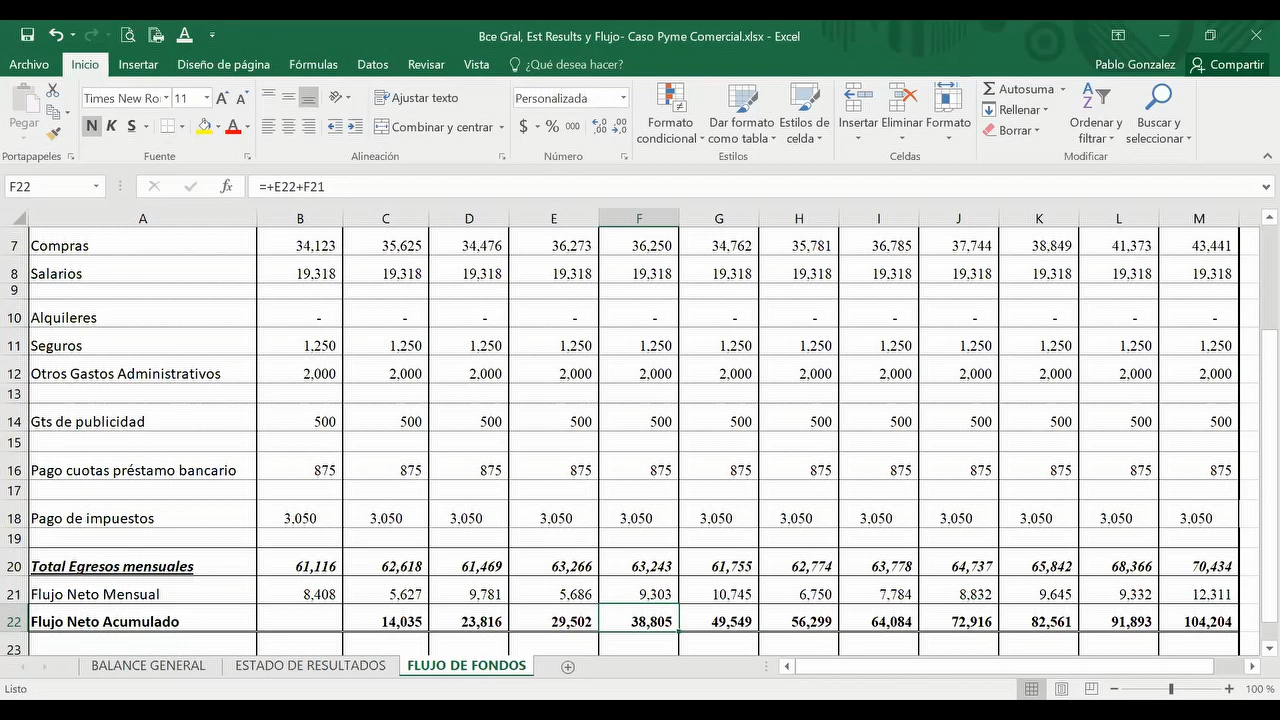 Bce Gral, Est Results y Flujo- Caso Pyme Comercial.xlsx - Excel
Archivo Inicio Insertar Diseño de página Fórmulas Datos Revisar Vista ¿Qué desea hacer? Pablo Gonzalez Compartir
Pegar
Times New Ro... 11
N K S
Ajustar texto
Combinar y centrar
Personalizada
$ % 000
Formato condicional
Dar formato como tabla
Estilos de celda
Insertar Eliminar Formato
Autosuma
Rellenar
Borrar
Ordenar y filtrar
Buscar y seleccionar
Portapapeles Fuente Alineación Número Estilos Celdas Modificar
F22 fx =+E22+F21
A B C D E F G H I J K L M
7 Compras 34,123 35,625 34,476 36,273 36,250 34,762 35,781 36,785 37,744 38,849 41,373 43,441
8 Salarios 19,318 19,318 19,318 19,318 19,318 19,318 19,318 19,318 19,318 19,318 19,318 19,318
9
10 Alquileres - - - - - - - - - - - -
11 Seguros 1,250 1,250 1,250 1,250 1,250 1,250 1,250 1,250 1,250 1,250 1,250 1,250
12 Otros Gastos Administrativos 2,000 2,000 2,000 2,000 2,000 2,000 2,000 2,000 2,000 2,000 2,000 2,000
13
14 Gts de publicidad 500 500 500 500 500 500 500 500 500 500 500 500
15
16 Pago cuotas préstamo bancario 875 875 875 875 875 875 875 875 875 875 875 875
17
18 Pago de impuestos 3,050 3,050 3,050 3,050 3,050 3,050 3,050 3,050 3,050 3,050 3,050 3,050
19
20 Total Egresos mensuales 61,116 62,618 61,469 63,266 63,243 61,755 62,774 63,778 64,737 65,842 68,366 70,434
21 Flujo Neto Mensual 8,408 5,627 9,781 5,686 9,303 10,745 6,750 7,784 8,832 9,645 9,332 12,311
22 Flujo Neto Acumulado 14,035 23,816 29,502 38,805 49,549 56,299 64,084 72,916 82,561 91,893 104,204
23
BALANCE GENERAL ESTADO DE RESULTADOS FLUJO DE FONDOS
Listo 100 %